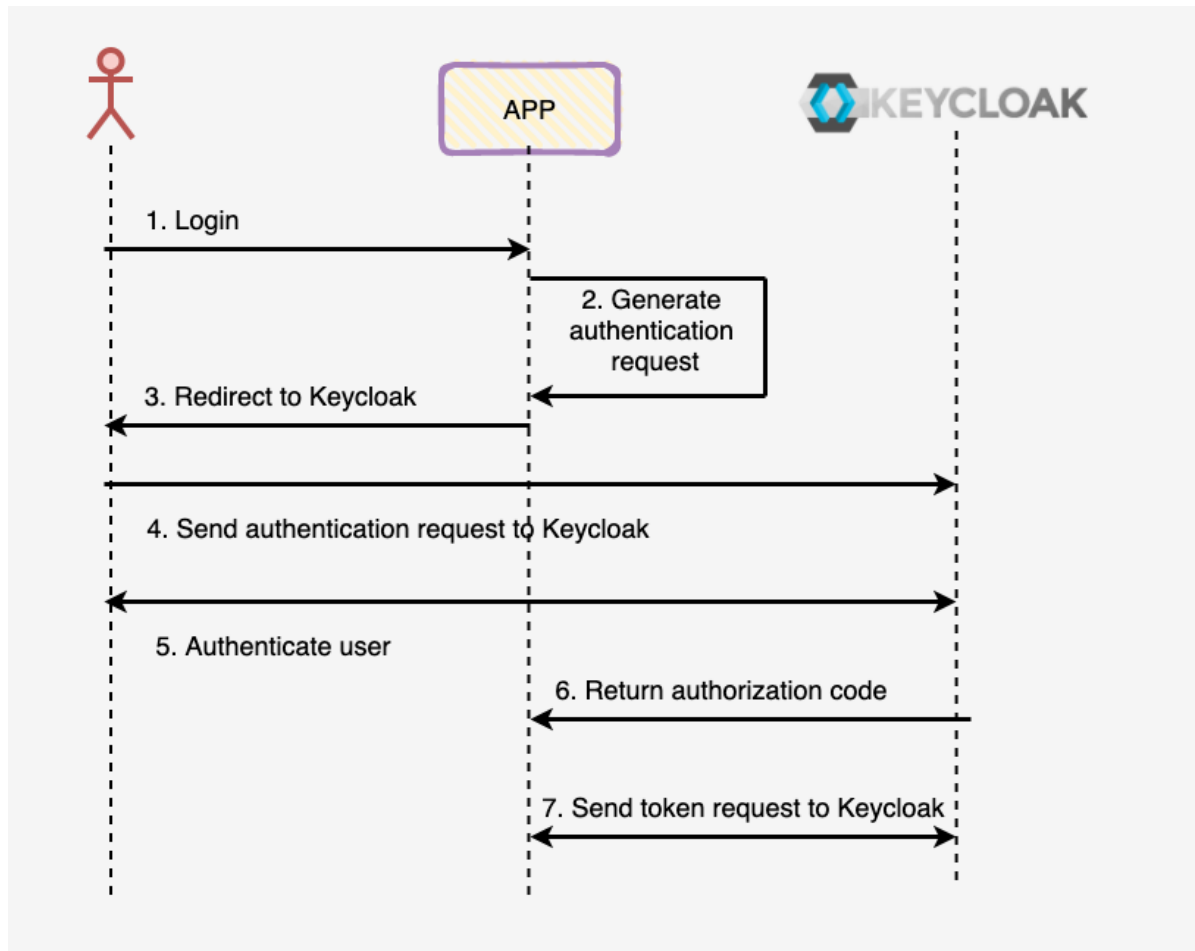 APP
KEYCLOAK
1. Login
2. Generate
authentication
request
3. Redirect to Keycloak
4. Send authentication request to Keycloak
5. Authenticate user
6. Return authorization code
7. Send token request to Keycloak